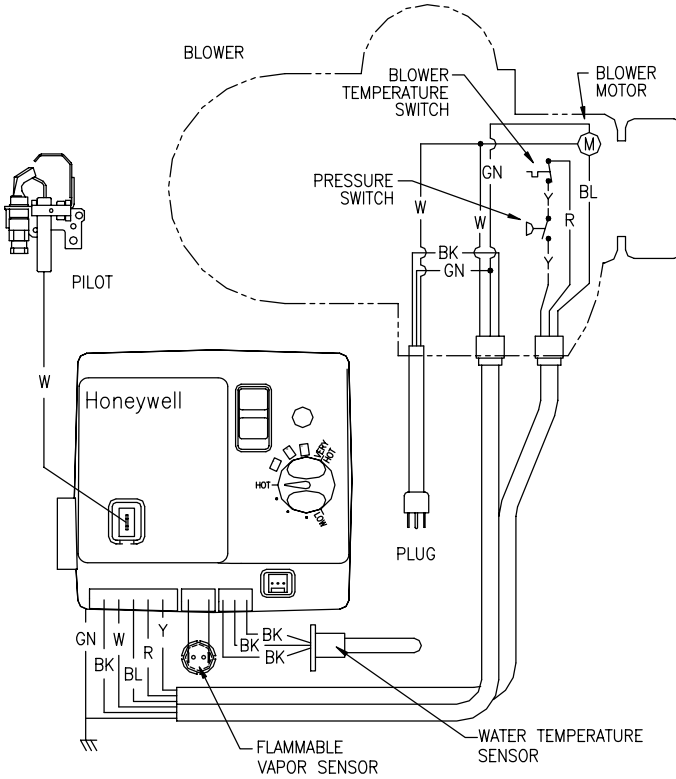 BLOWER
BLOWER
TEMPERATURE
SWITCH
BLOWER
MOTOR
M
GN
PRESSURE
SWITCH
Y
BL
W
W
R
BK
GN
Y
PILOT
W
Honeywell
VERY
HOT
HOT
LOW
PLUG
GN
W
R
Y
BK
BL
BK
BK
BK
FLAMMABLE
VAPOR SENSOR
WATER TEMPERATURE
SENSOR